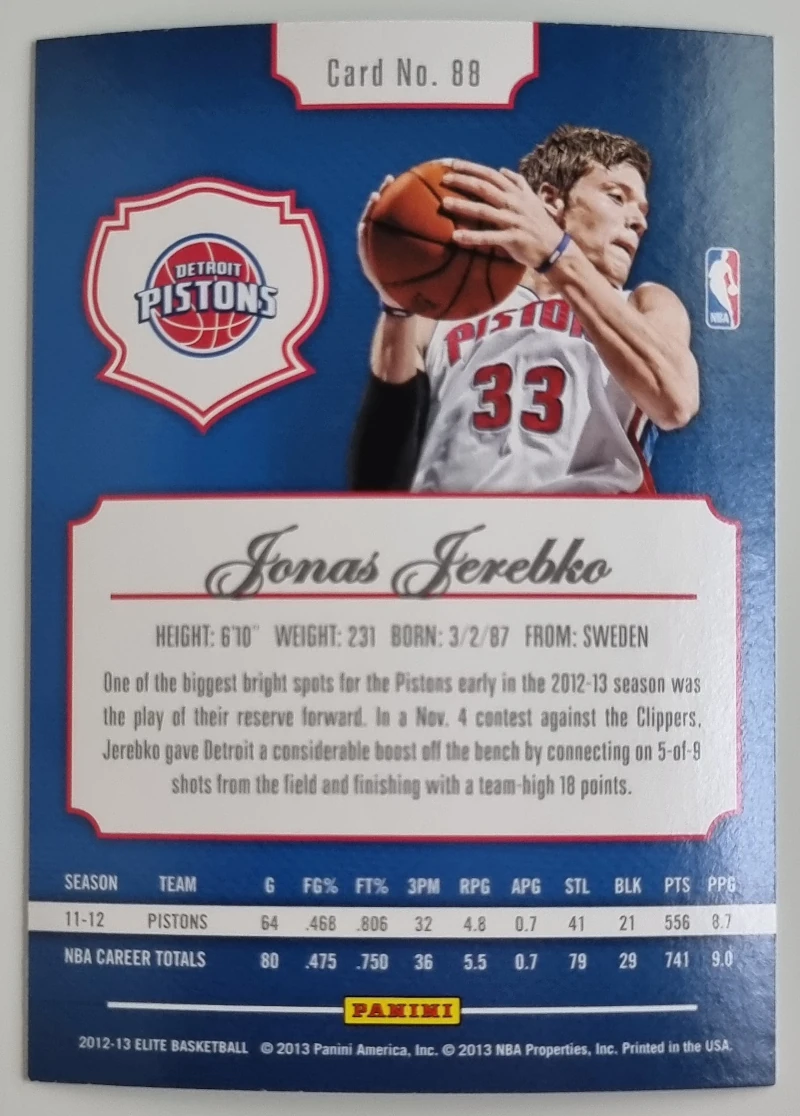 Card No. 88
DETROIT
PISTONS
NBA
PISTON
33
Jonas Jerebko
HEIGHT: 6'10" WEIGHT: 231 BORN: 3/2/87 FROM: SWEDEN
One of the biggest bright spots for the Pistons early in the 2012-13 season was
the play of their reserve forward. In a Nov. 4 contest against the Clippers,
Jerebko gave Detroit a considerable boost off the bench by connecting on 5-of-9
shots from the field and finishing with a team-high 18 points.
SEASON TEAM G FG% FT% 3PM RPG APG STL BLK PTS PPG
11-12 PISTONS 64 .468 .806 32 4.8 0.7 41 21 556 8.7
NBA CAREER TOTALS 80 .475 .750 36 5.5 0.7 79 29 741 9.0
PANINI
2012-13 ELITE BASKETBALL © 2013 Panini America, Inc. © 2013 NBA Properties, Inc. Printed in the USA.